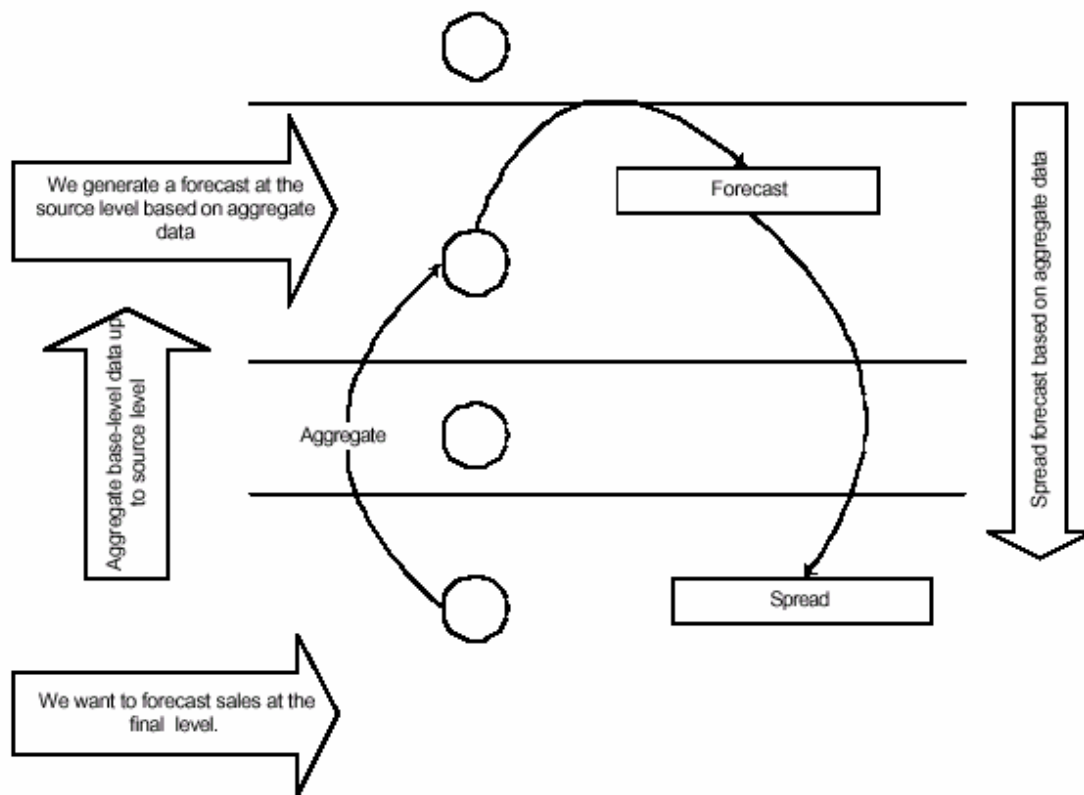 We generate a forecast at the
source level based on aggregate
data
Forecast
Aggregate base-level data up
to source level
Aggregate
Spread forecast based on aggregate data
Spread
We want to forecast sales at the
final level.